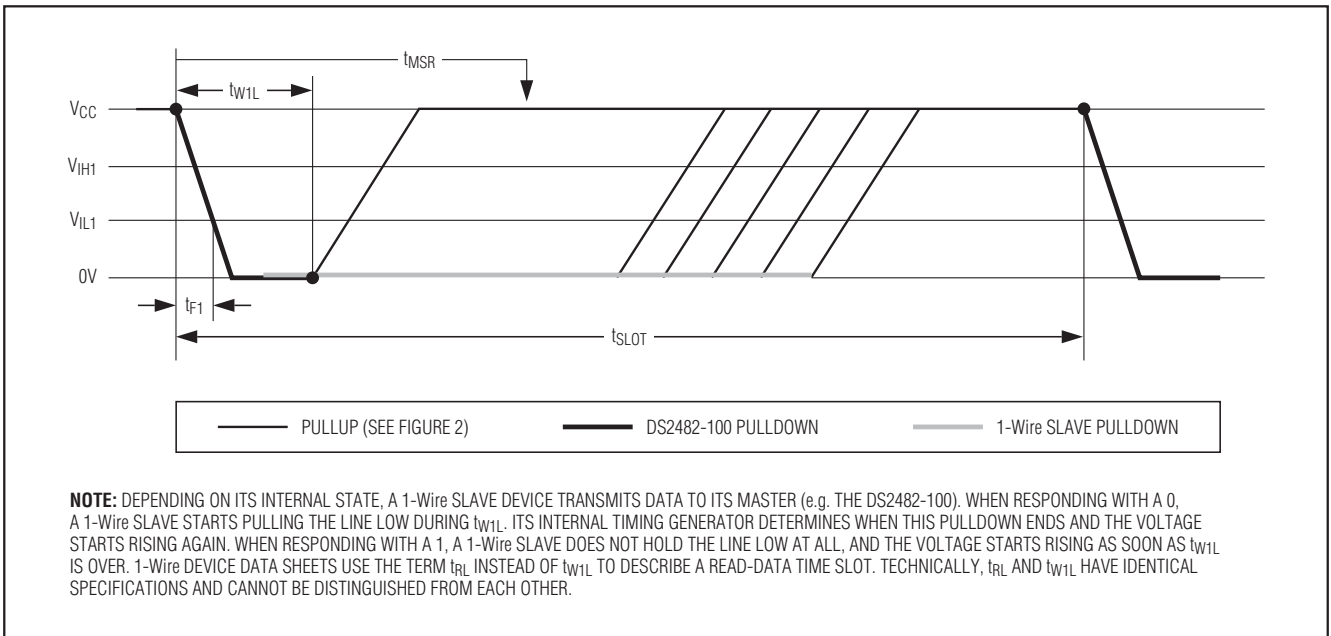 tMSR
tW1L
VCC
VIH1
VIL1
0V
tF1
tSLOT
PULLUP (SEE FIGURE 2)
DS2482-100 PULLDOWN
1-Wire SLAVE PULLDOWN
NOTE: DEPENDING ON ITS INTERNAL STATE, A 1-Wire SLAVE DEVICE TRANSMITS DATA TO ITS MASTER (e.g. THE DS2482-100). WHEN RESPONDING WITH A 0,
A 1-Wire SLAVE STARTS PULLING THE LINE LOW DURING tW1L. ITS INTERNAL TIMING GENERATOR DETERMINES WHEN THIS PULLDOWN ENDS AND THE VOLTAGE
STARTS RISING AGAIN. WHEN RESPONDING WITH A 1, A 1-Wire SLAVE DOES NOT HOLD THE LINE LOW AT ALL, AND THE VOLTAGE STARTS RISING AS SOON AS tW1L
IS OVER. 1-Wire DEVICE DATA SHEETS USE THE TERM tRL INSTEAD OF tW1L TO DESCRIBE A READ-DATA TIME SLOT. TECHNICALLY, tRL AND tW1L HAVE IDENTICAL
SPECIFICATIONS AND CANNOT BE DISTINGUISHED FROM EACH OTHER.